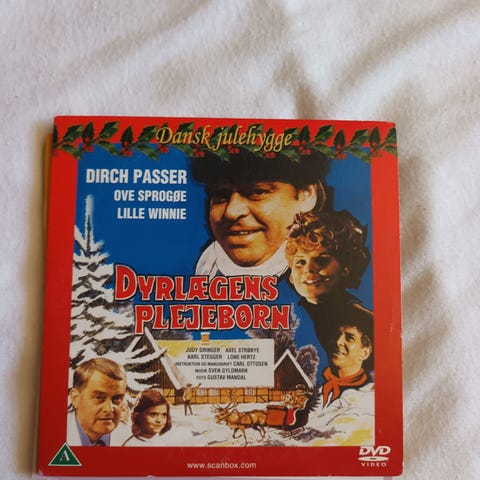 Dansk julehygge
DIRCH PASSER
OVE SPROGØE
LILLE WINNIE
DYRLÆGENS
PLEJEBØRN
JUDY GRINGER AXEL STRØBYE
KARL STEGGER LONE HERTZ
INSTRUKTION OG MANUSKRIPT CARL OTTOSEN
MUSIK SVEN GYLDMARK
FOTO GUSTAV MANDAL
A
www.scanbox.com
DVD
VIDEO